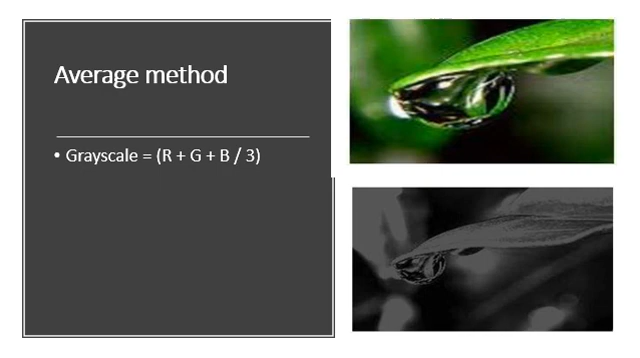 Average method
• Grayscale = (R + G + B / 3)